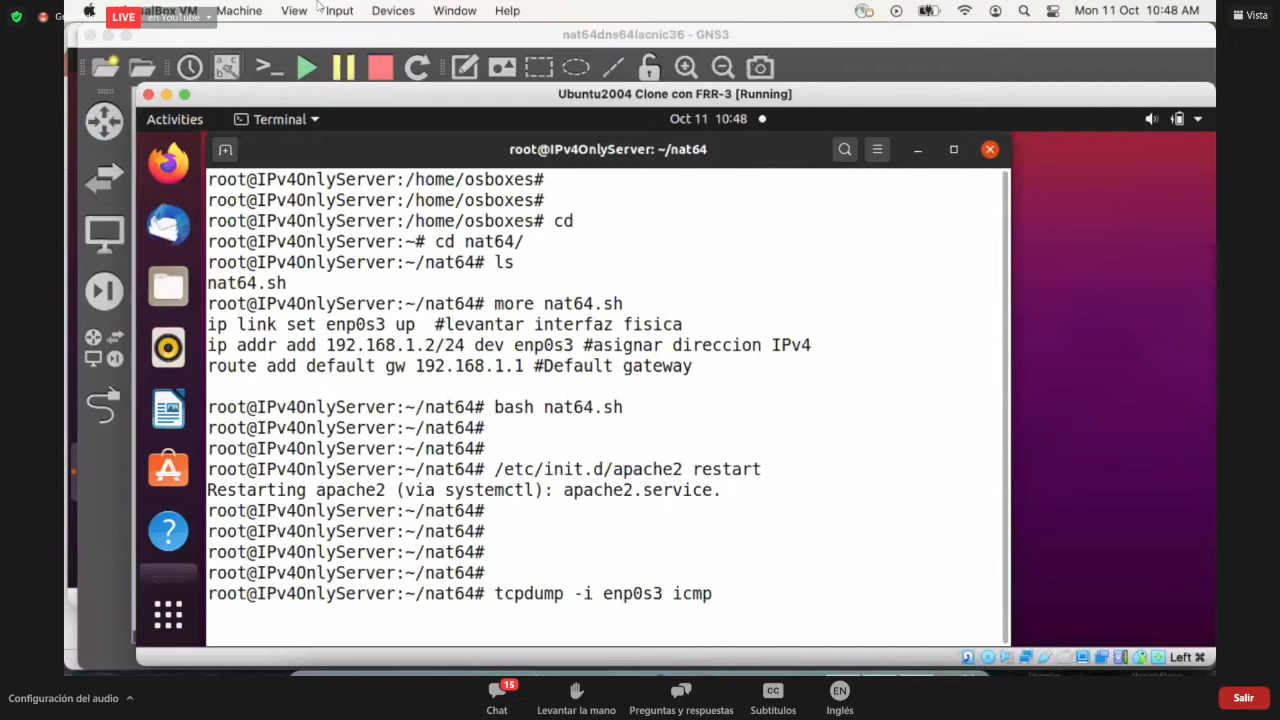 VirtualBox VM Machine View Input Devices Window Help
Mon 11 Oct 10:48 AM
LIVE en YouTube
Vista
nat64dns64lacnic36 - GNS3
Ubuntu2004 Clone con FRR-3 [Running]
Activities Terminal Oct 11 10:48
root@IPv4OnlyServer: ~/nat64
root@IPv4OnlyServer:/home/osboxes#
root@IPv4OnlyServer:/home/osboxes#
root@IPv4OnlyServer:/home/osboxes# cd
root@IPv4OnlyServer:~# cd nat64/
root@IPv4OnlyServer:~/nat64# ls
nat64.sh
root@IPv4OnlyServer:~/nat64# more nat64.sh
ip link set enp0s3 up  #levantar interfaz fisica
ip addr add 192.168.1.2/24 dev enp0s3 #asignar direccion IPv4
route add default gw 192.168.1.1 #Default gateway
root@IPv4OnlyServer:~/nat64# bash nat64.sh
root@IPv4OnlyServer:~/nat64#
root@IPv4OnlyServer:~/nat64#
root@IPv4OnlyServer:~/nat64# /etc/init.d/apache2 restart
Restarting apache2 (via systemctl): apache2.service.
root@IPv4OnlyServer:~/nat64#
root@IPv4OnlyServer:~/nat64#
root@IPv4OnlyServer:~/nat64#
root@IPv4OnlyServer:~/nat64#
root@IPv4OnlyServer:~/nat64# tcpdump -i enp0s3 icmp
Left ⌘
Configuración del audio
15
Chat
Levantar la mano
Preguntas y respuestas
CC
Subtítulos
EN
Inglés
Salir